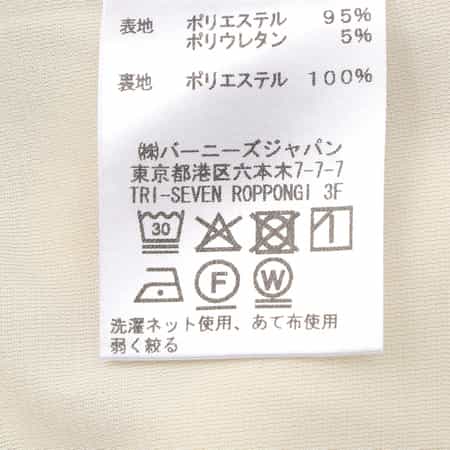 表地 ポリエステル 95%
ポリウレタン 5%
裏地 ポリエステル 100%
㈱バーニーズジャパン
東京都港区六本木7-7-7
TRI-SEVEN ROPPONGI 3F
30
F W
洗濯ネット使用、あて布使用
弱く絞る